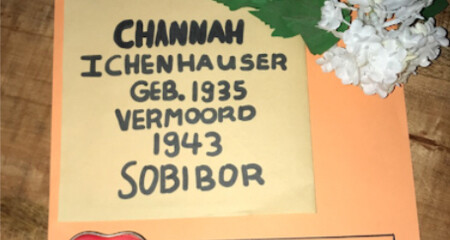 CHANNAH
ICHENHAUSER
GEB. 1935
VERMOORD
1943
SOBIBOR